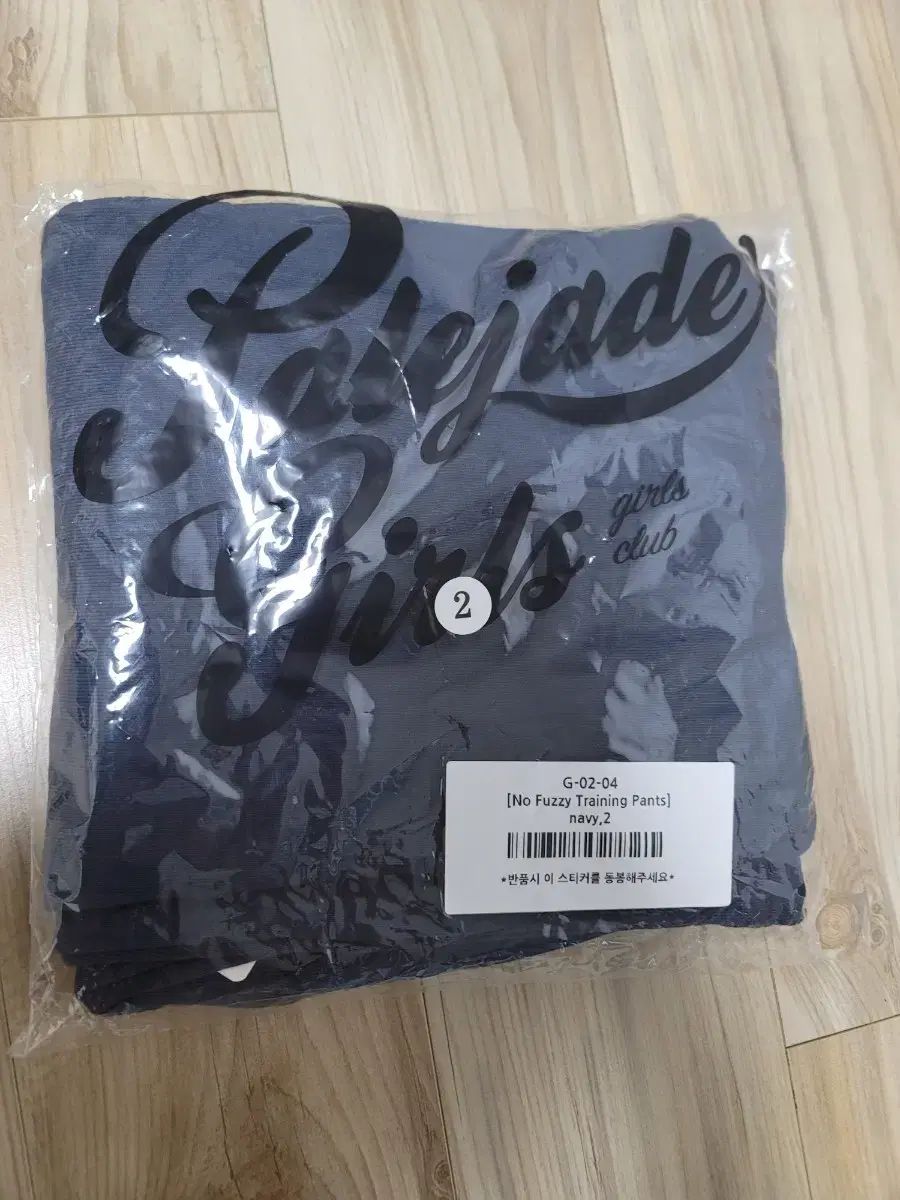 Palejade
Girls
girls
club
2
G-02-04
[No Fuzzy Training Pants]
navy,2
*반품시 이 스티커를 동봉해주세요*